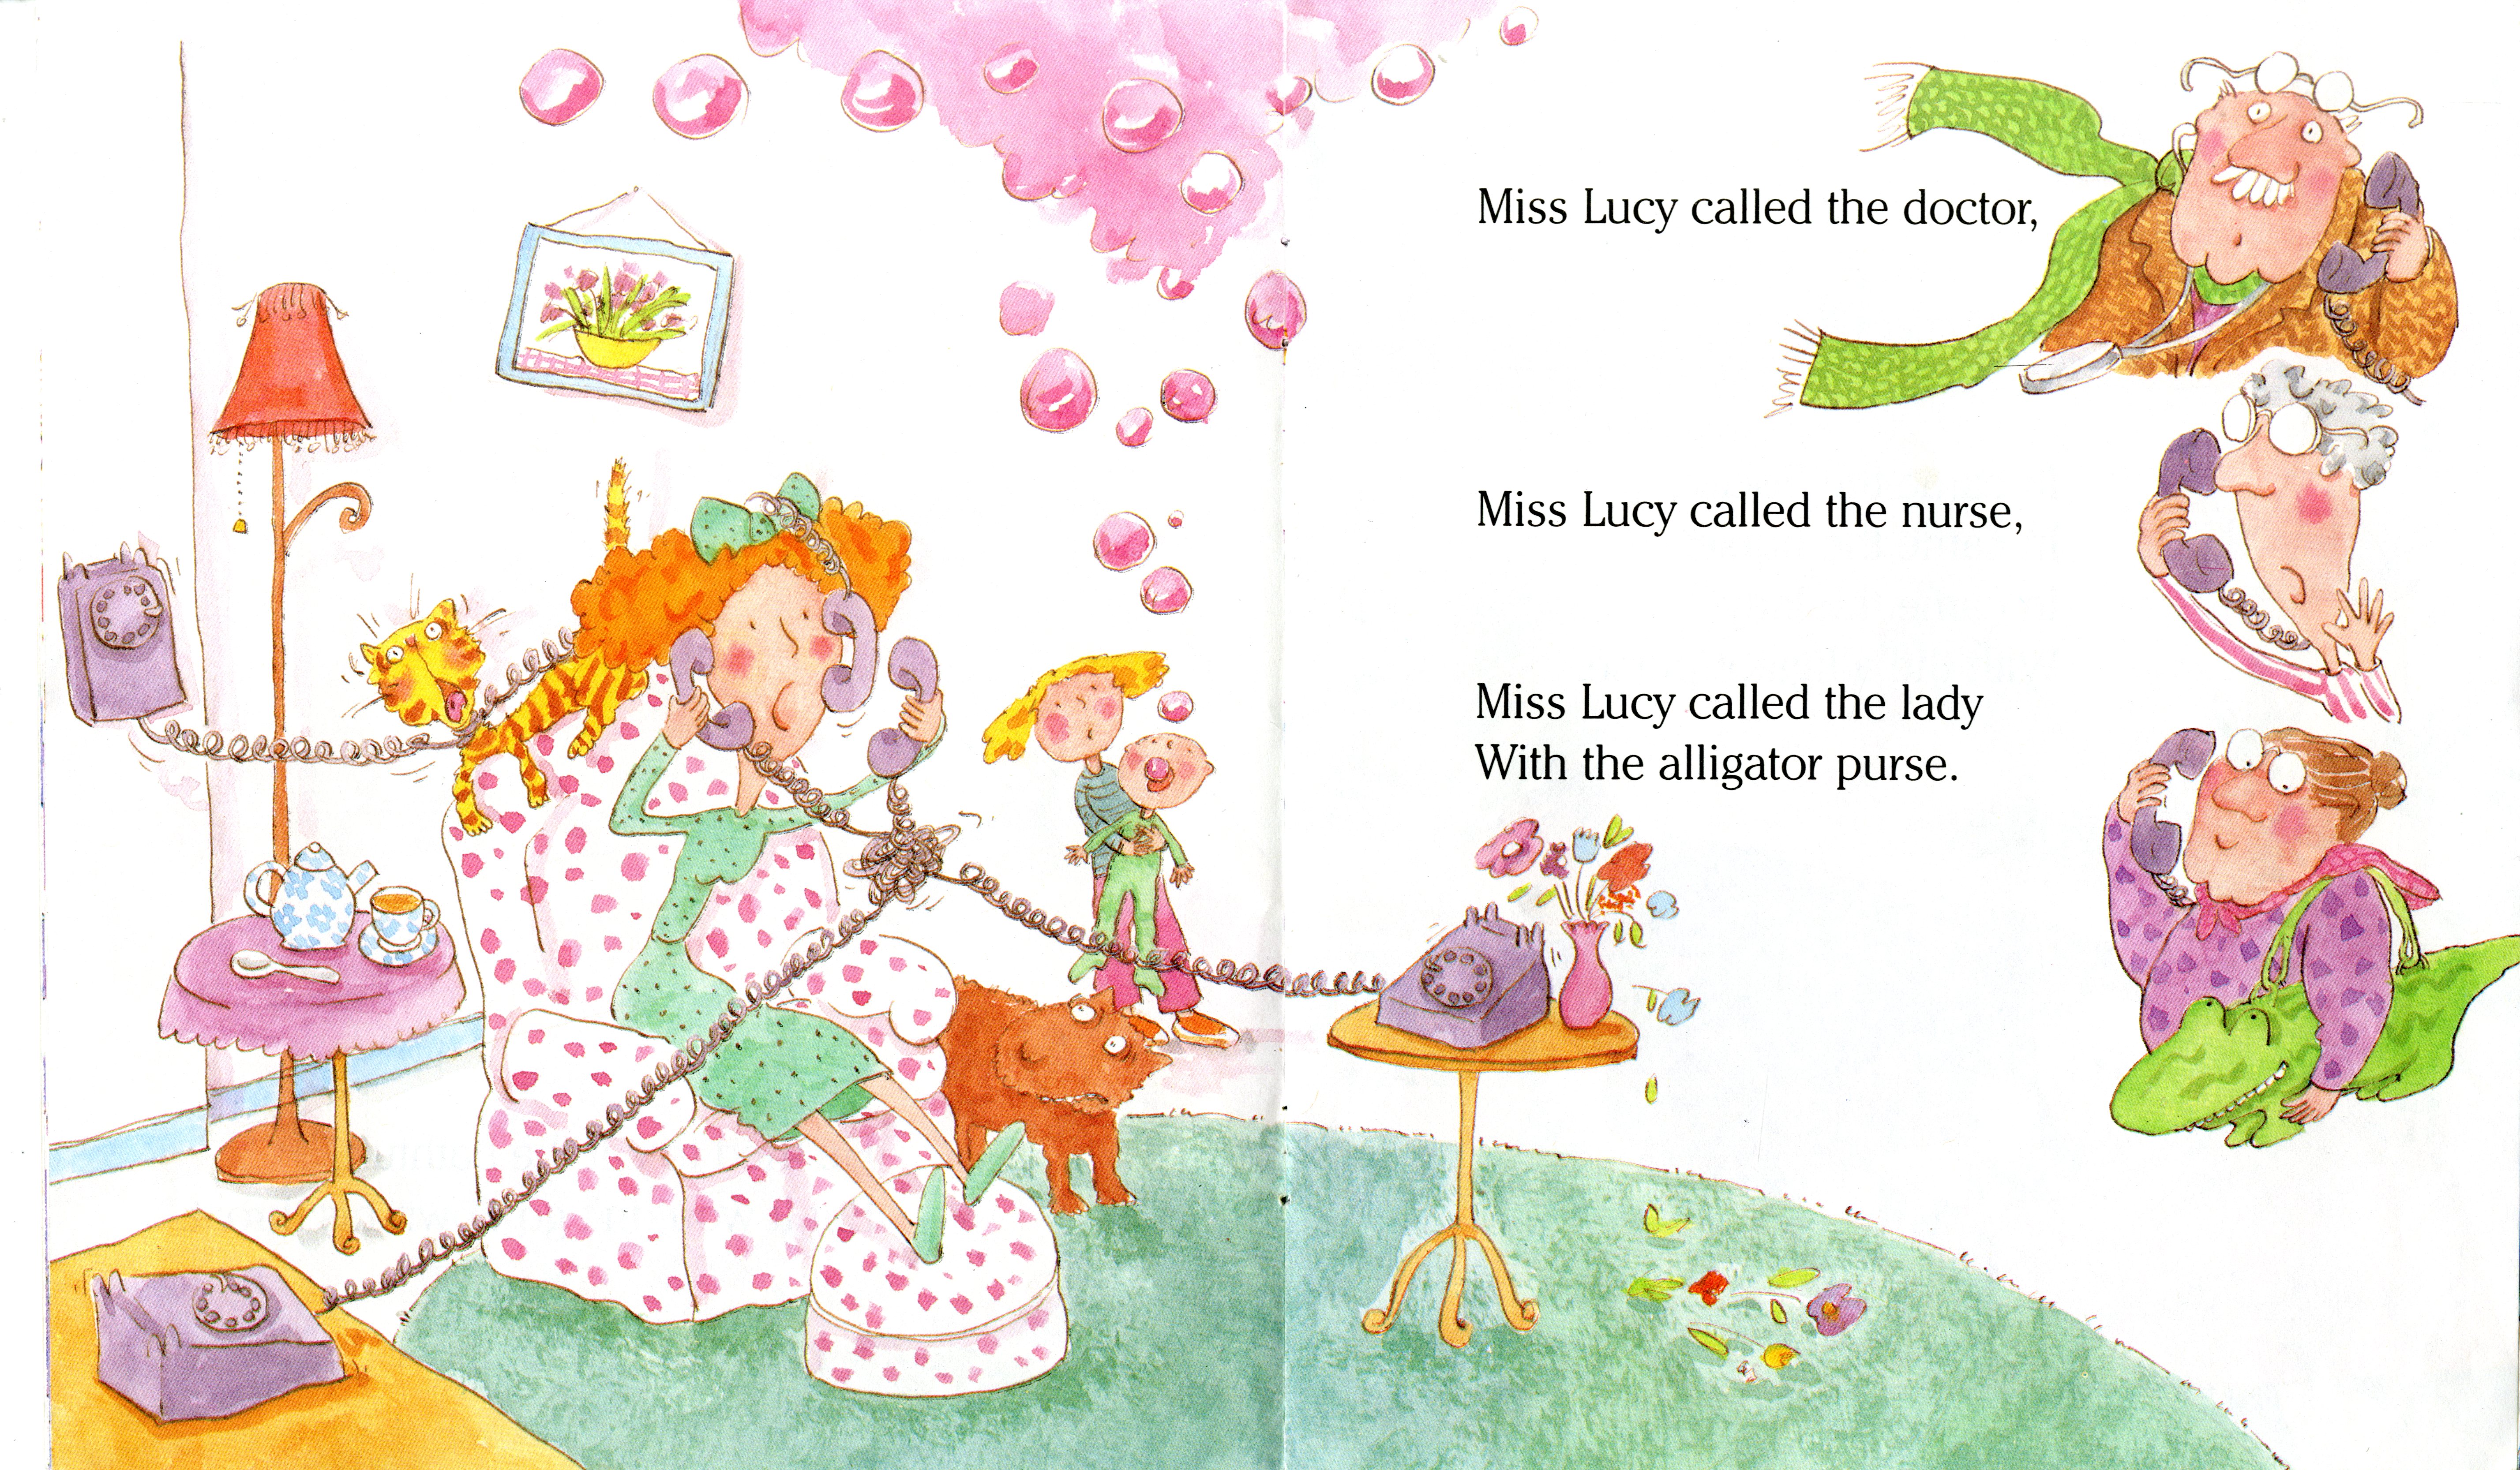 Miss Lucy called the doctor,
Miss Lucy called the nurse,
Miss Lucy called the lady
With the alligator purse.